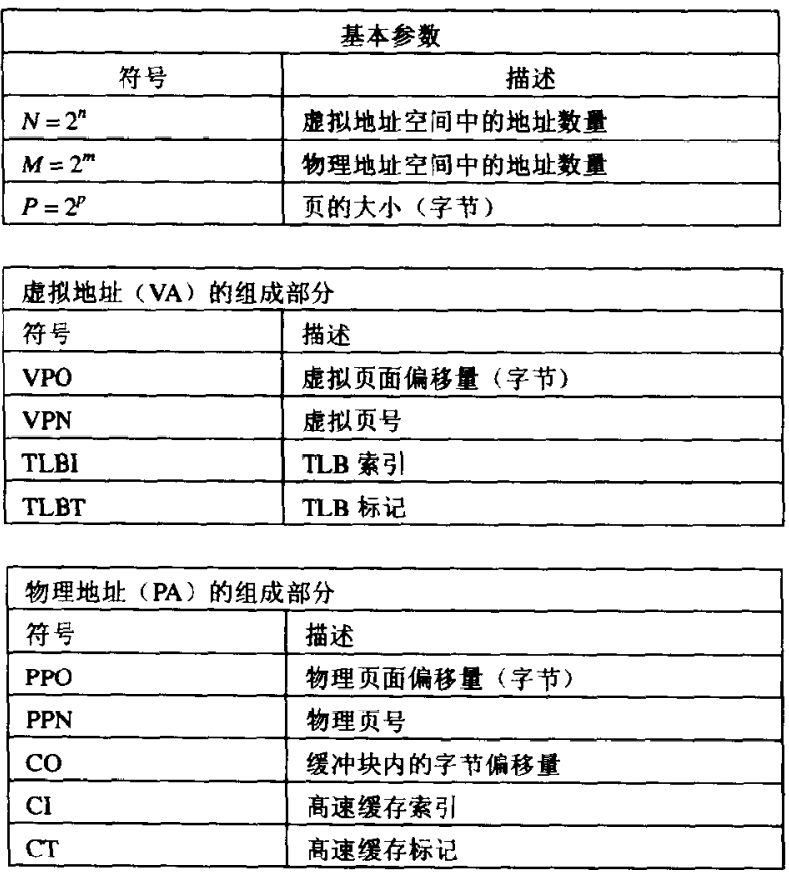 基本参数
符号 描述
N = 2ⁿ 虚拟地址空间中的地址数量
M = 2ᵐ 物理地址空间中的地址数量
P = 2ᵖ 页的大小（字节）
虚拟地址（VA）的组成部分
符号 描述
VPO 虚拟页面偏移量（字节）
VPN 虚拟页号
TLBI TLB 索引
TLBT TLB 标记
物理地址（PA）的组成部分
符号 描述
PPO 物理页面偏移量（字节）
PPN 物理页号
CO 缓冲块内的字节偏移量
CI 高速缓存索引
CT 高速缓存标记